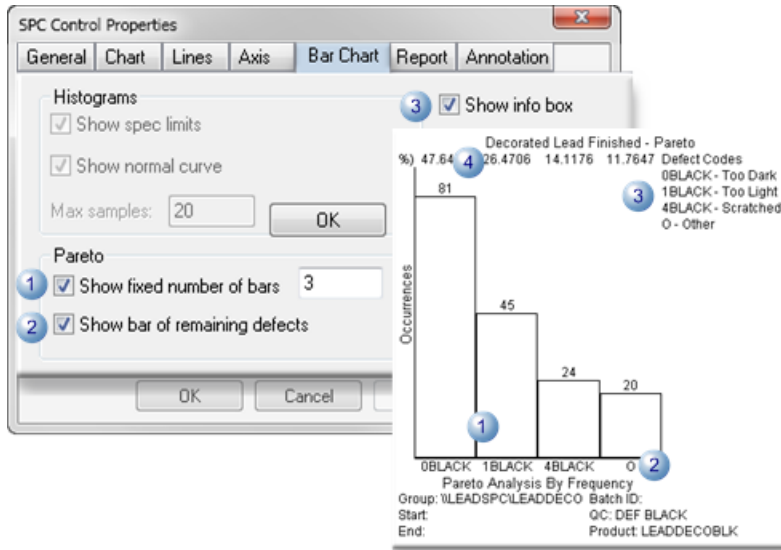 SPC Control Properties
General Chart Lines Axis Bar Chart Report Annotation
Histograms
Show spec limits
Show normal curve
Max samples: 20
OK
Pareto
1 Show fixed number of bars 3
2 Show bar of remaining defects
OK Cancel
3 Show info box
Decorated Lead Finished - Pareto
%) 47.64 4 26.4706 14.1176 11.7647 Defect Codes
0BLACK - Too Dark
3 1BLACK - Too Light
4BLACK - Scratched
O - Other
81
45
24
20
Occurrences
1
0BLACK 1BLACK 4BLACK O 2
Pareto Analysis By Frequency
Group: \\LEADSPC\LEADDECO Batch ID:
Start: QC: DEF BLACK
End: Product: LEADDECOBLK